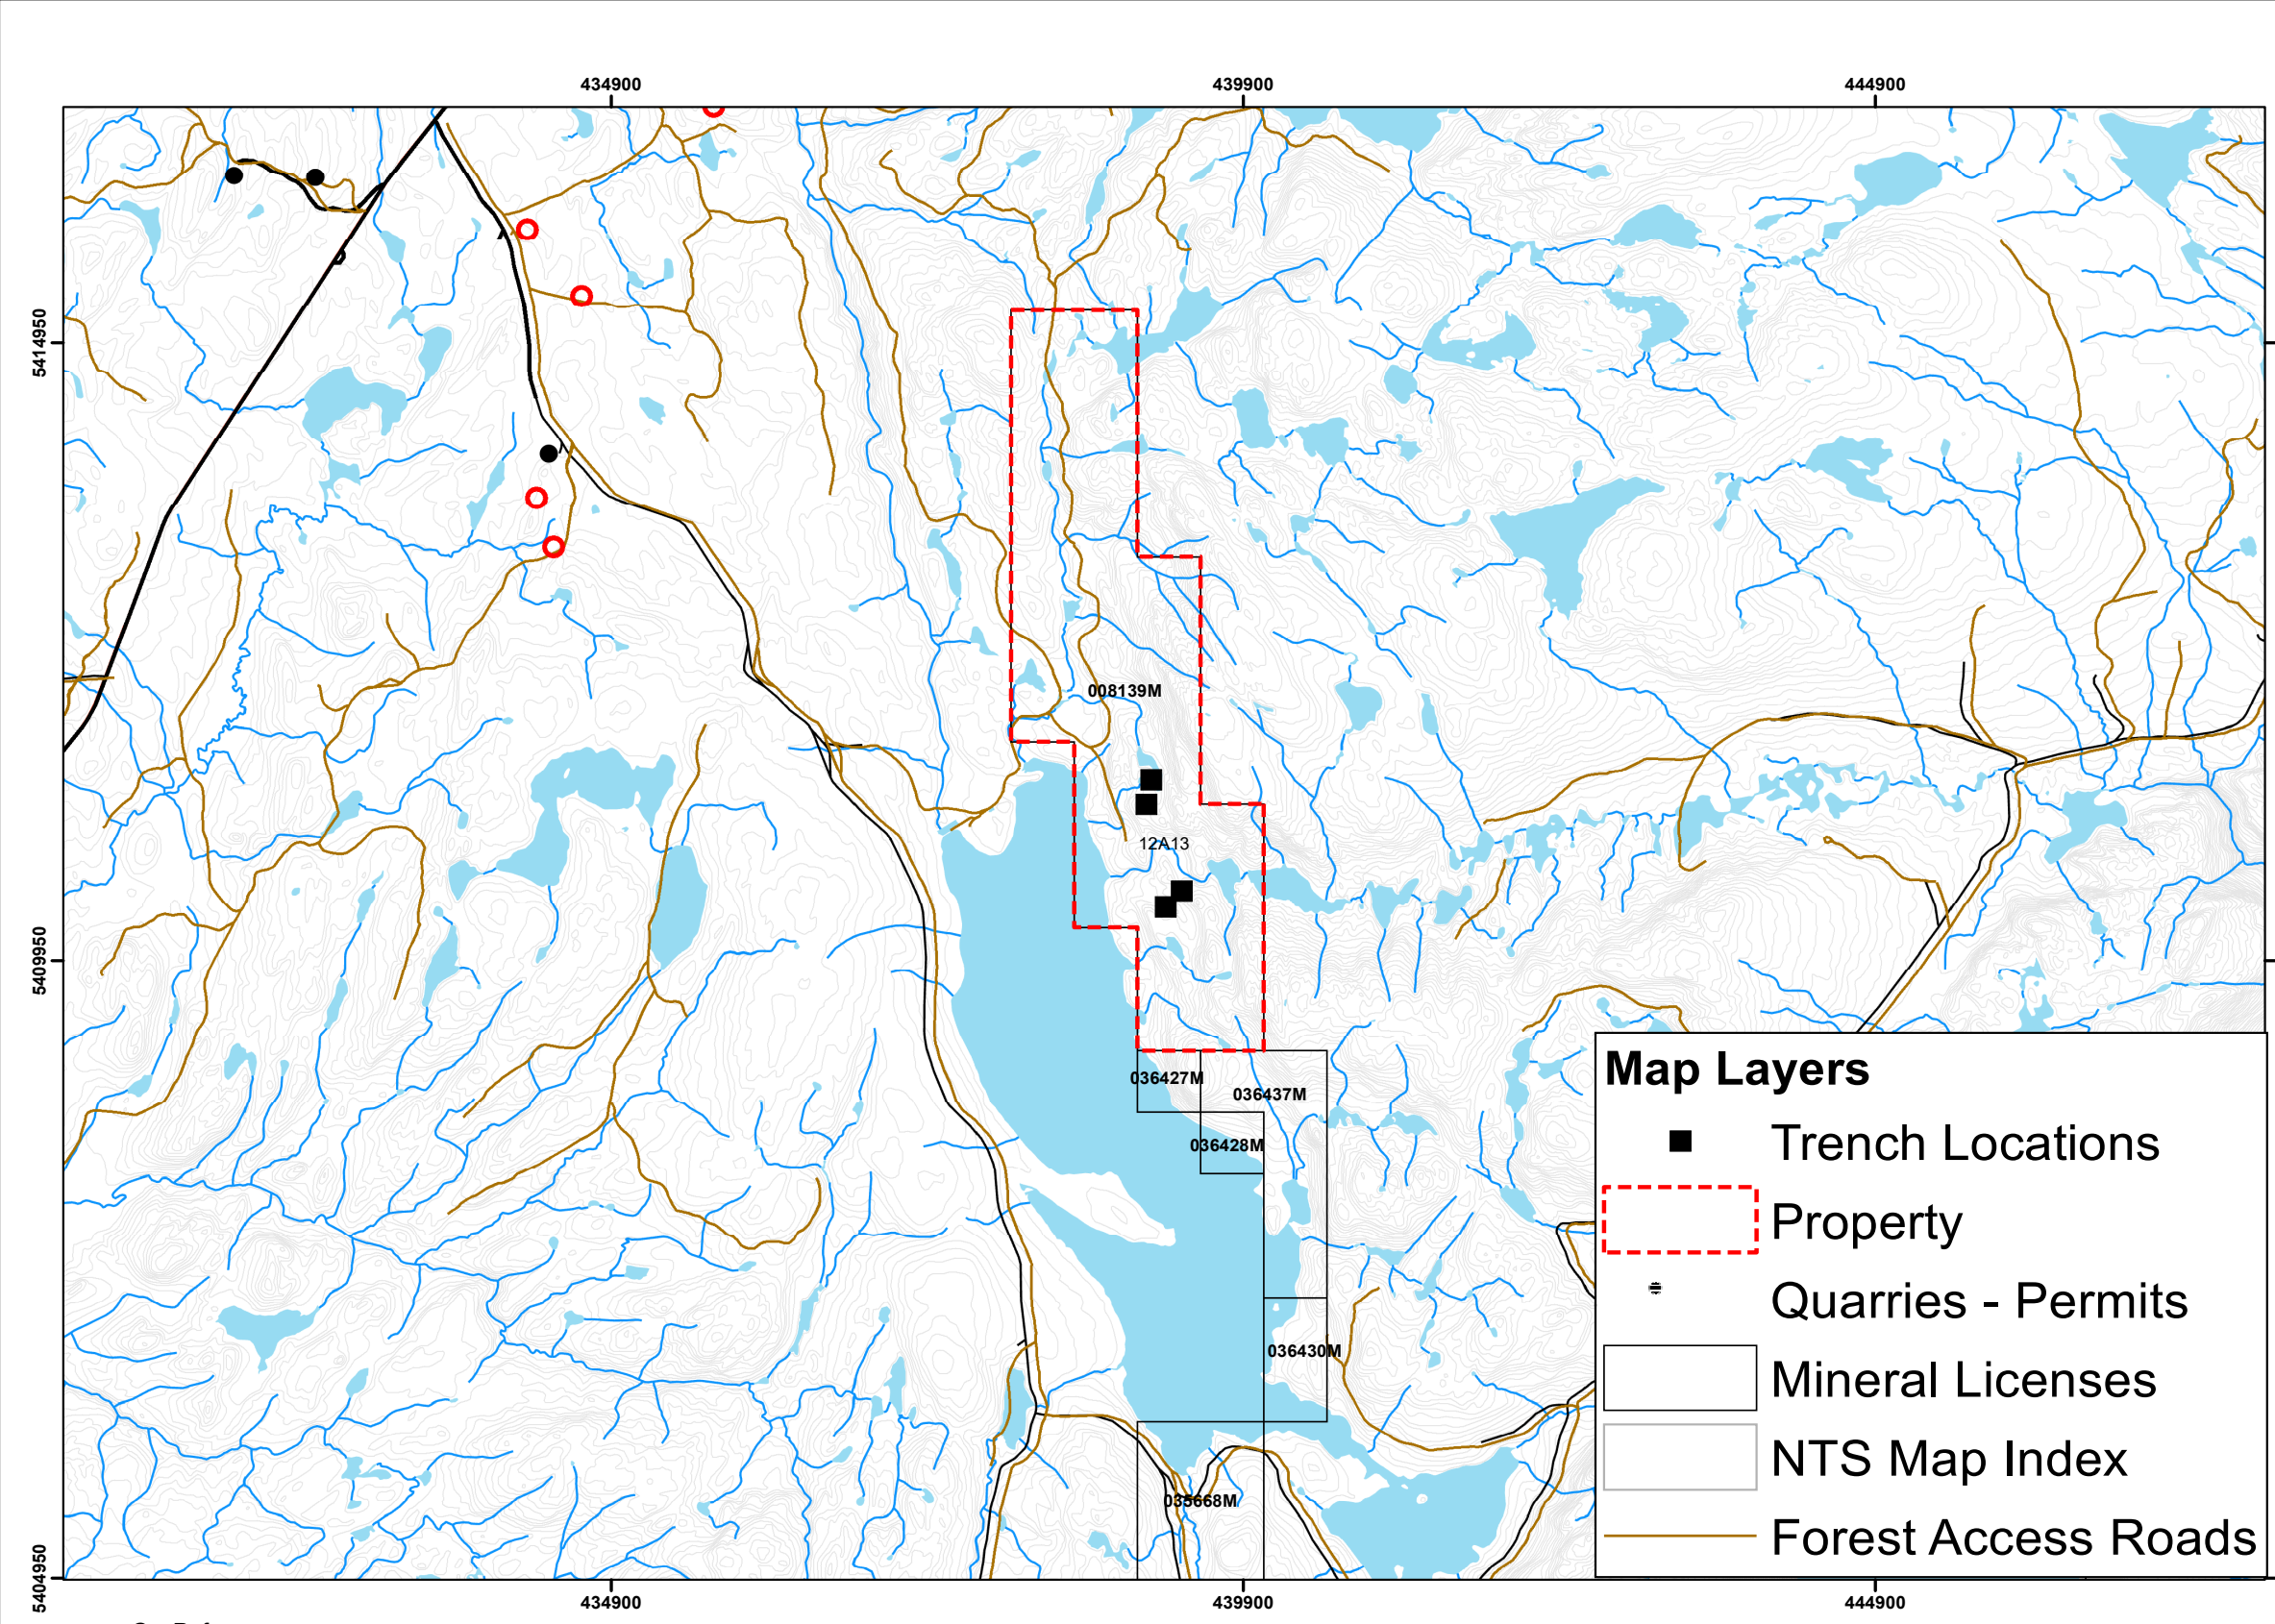 434900
439900
444900
5414950
008139M
12A13
5409950
036427M
036437M
036428M
036430M
035668M
5404950
Map Layers
Trench Locations
Property
Quarries - Permits
Mineral Licenses
NTS Map Index
Forest Access Roads
434900
439900
444900